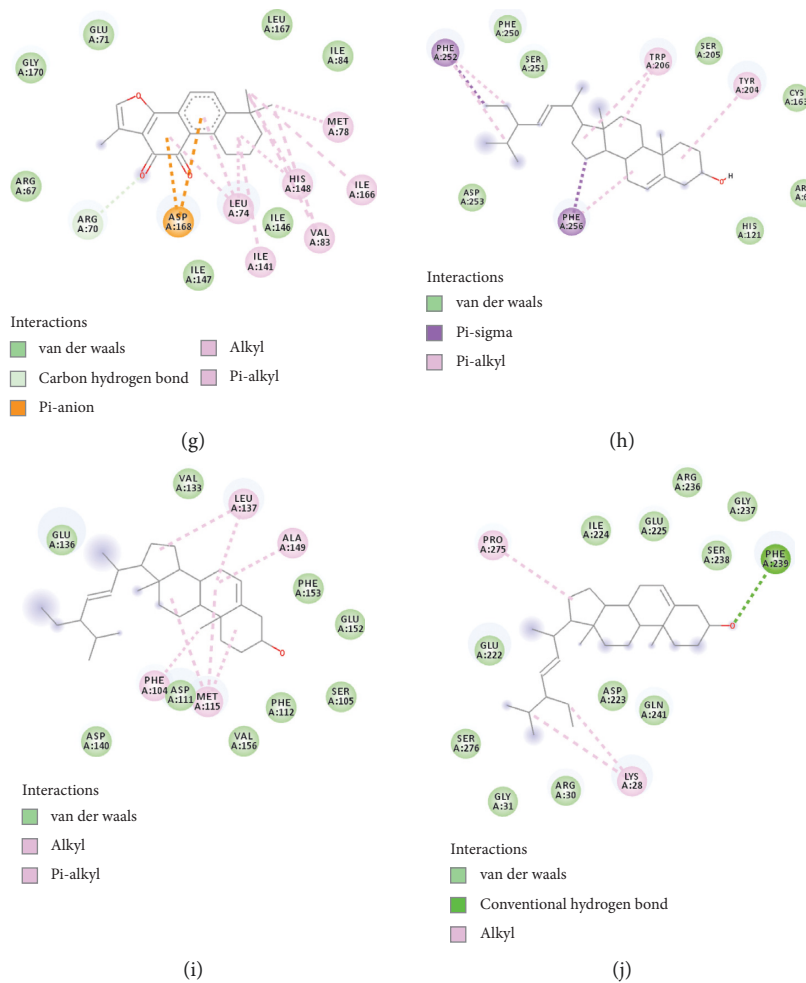 LEU
A:167
GLU
A:71
ILE
A:84
GLY
A:170
MET
A:78
ARG
A:67
HIS
A:148
ILE
A:166
LEU
A:74
ARG
A:70
ASP
A:168
ILE
A:146
VAL
A:83
ILE
A:141
ILE
A:147
O
O
O
Interactions
van der waals
Carbon hydrogen bond
Pi-anion
Alkyl
Pi-alkyl
(g)
PHE
A:250
PHE
A:252
SER
A:251
TRP
A:206
SER
A:205
TYR
A:204
CYS
A:163
ASP
A:253
PHE
A:256
HIS
A:121
O
H
Interactions
van der waals
Pi-sigma
Pi-alkyl
(h)
VAL
A:133
LEU
A:137
GLU
A:136
ALA
A:149
PHE
A:153
GLU
A:152
PHE
A:104
ASP
A:111
MET
A:115
PHE
A:112
SER
A:105
ASP
A:140
VAL
A:156
O
Interactions
van der waals
Alkyl
Pi-alkyl
(i)
ARG
A:236
GLY
A:237
PRO
A:275
ILE
A:224
GLU
A:225
SER
A:238
PHE
A:239
GLU
A:222
ASP
A:223
GLN
A:241
SER
A:276
GLY
A:31
ARG
A:30
LYS
A:28
O
Interactions
van der waals
Conventional hydrogen bond
Alkyl
(j)